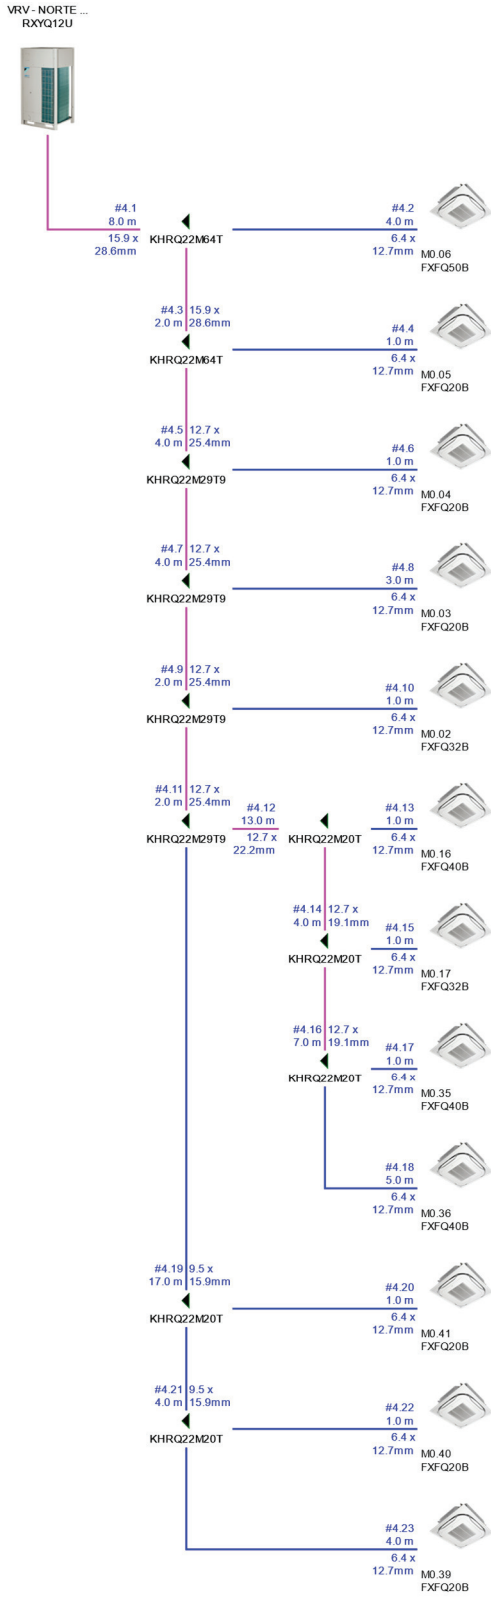 VRV - NORTE ...
RXYQ12U
#4.1
8.0 m
15.9 x
28.6mm
KHRQ22M64T
#4.2
4.0 m
6.4 x
12.7mm
M0.06
FXFQ50B
#4.3 15.9 x
2.0 m 28.6mm
KHRQ22M64T
#4.4
1.0 m
6.4 x
12.7mm
M0.05
FXFQ20B
#4.5 12.7 x
4.0 m 25.4mm
KHRQ22M29T9
#4.6
1.0 m
6.4 x
12.7mm
M0.04
FXFQ20B
#4.7 12.7 x
4.0 m 25.4mm
KHRQ22M29T9
#4.8
3.0 m
6.4 x
12.7mm
M0.03
FXFQ20B
#4.9 12.7 x
2.0 m 25.4mm
KHRQ22M29T9
#4.10
1.0 m
6.4 x
12.7mm
M0.02
FXFQ32B
#4.11 12.7 x
2.0 m 25.4mm
KHRQ22M29T9
#4.12
13.0 m
12.7 x
22.2mm
KHRQ22M20T
#4.13
1.0 m
6.4 x
12.7mm
M0.16
FXFQ40B
#4.14 12.7 x
4.0 m 19.1mm
KHRQ22M20T
#4.15
1.0 m
6.4 x
12.7mm
M0.17
FXFQ32B
#4.16 12.7 x
7.0 m 19.1mm
KHRQ22M20T
#4.17
1.0 m
6.4 x
12.7mm
M0.35
FXFQ40B
#4.18
5.0 m
6.4 x
12.7mm
M0.36
FXFQ40B
#4.19 9.5 x
17.0 m 15.9mm
KHRQ22M20T
#4.20
1.0 m
6.4 x
12.7mm
M0.41
FXFQ20B
#4.21 9.5 x
4.0 m 15.9mm
KHRQ22M20T
#4.22
1.0 m
6.4 x
12.7mm
M0.40
FXFQ20B
#4.23
4.0 m
6.4 x
12.7mm
M0.39
FXFQ20B